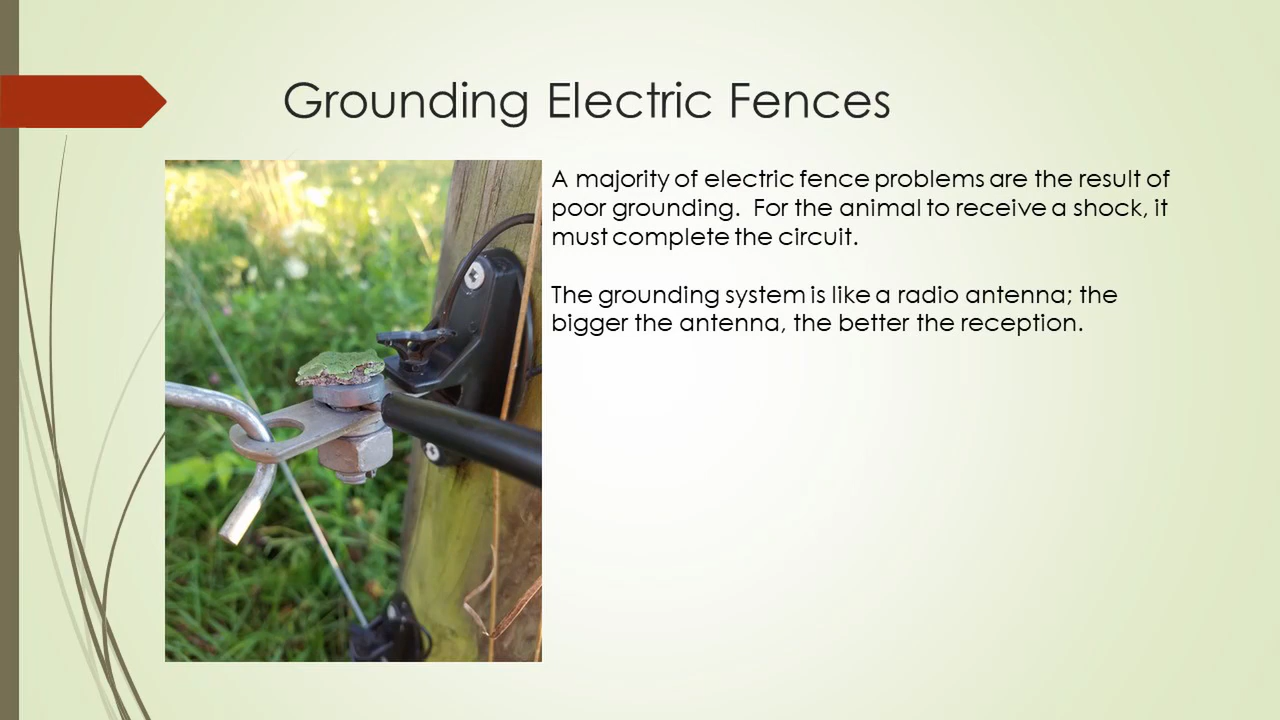 Grounding Electric Fences
A majority of electric fence problems are the result of
poor grounding.  For the animal to receive a shock, it
must complete the circuit.
The grounding system is like a radio antenna; the
bigger the antenna, the better the reception.